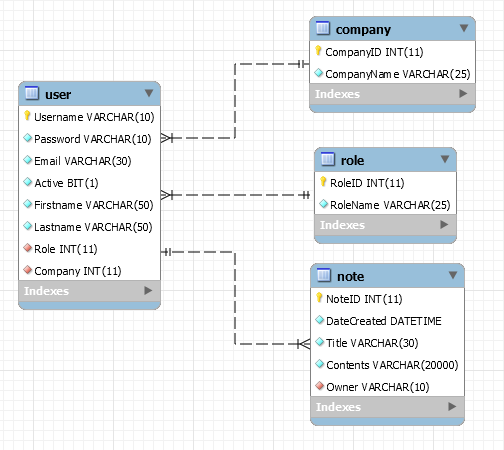 company
CompanyID INT(11)
CompanyName VARCHAR(25)
Indexes
user
Username VARCHAR(10)
Password VARCHAR(10)
Email VARCHAR(30)
Active BIT(1)
Firstname VARCHAR(50)
Lastname VARCHAR(50)
Role INT(11)
Company INT(11)
Indexes
role
RoleID INT(11)
RoleName VARCHAR(25)
Indexes
note
NoteID INT(11)
DateCreated DATETIME
Title VARCHAR(30)
Contents VARCHAR(20000)
Owner VARCHAR(10)
Indexes